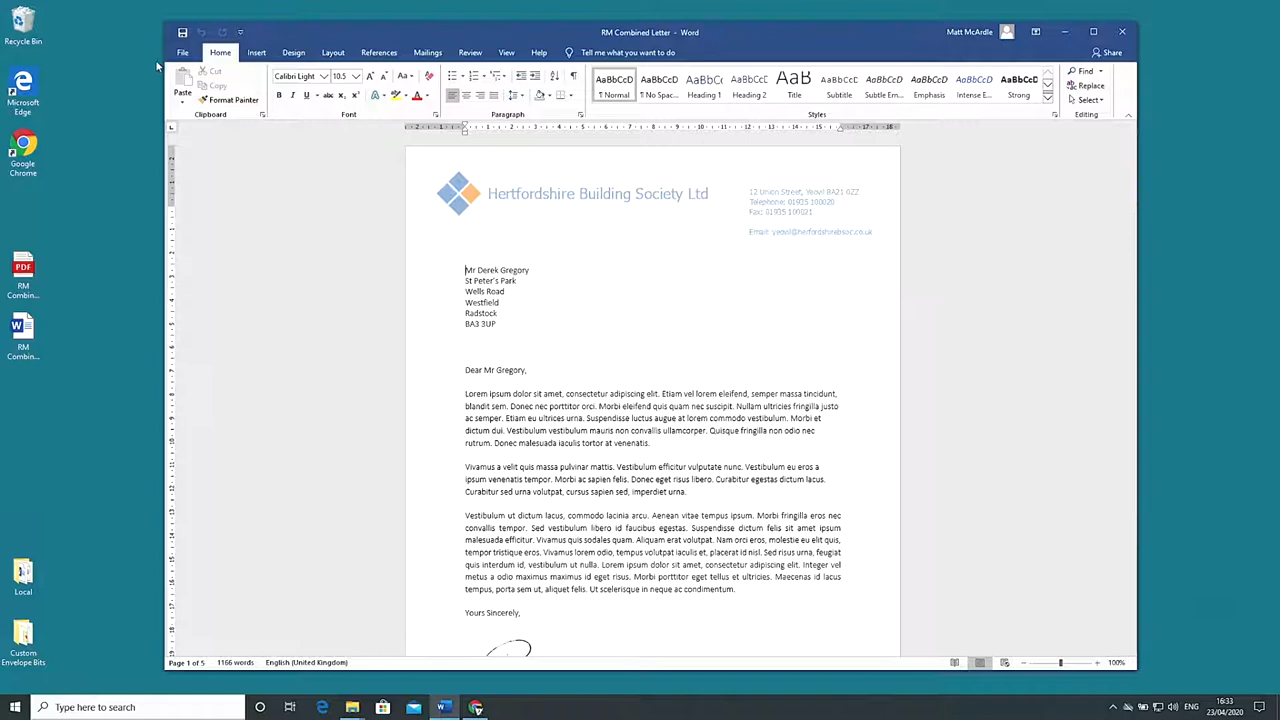 Recycle Bin
Microsoft Edge
Google Chrome
RM Combin...
RM Combin...
Local
Custom Envelope Bits
RM Combined Letter - Word
Matt McArdle
File Home Insert Design Layout References Mailings Review View Help Tell me what you want to do Share
Paste
Cut
Copy
Format Painter
Clipboard
Calibri Light 10.5
Font
Paragraph
AaBbCcD AaBbCcD AaBbCc AaBbCcD AaB AaBbCcD AaBbCcD AaBbCcD AaBbCcD AaBbCcD
¶ Normal ¶ No Spac... Heading 1 Heading 2 Title Subtitle Subtle Em... Emphasis Intense E... Strong
Styles
Find
Replace
Select
Editing
Hertfordshire Building Society Ltd
12 Union Street, Yeovil BA21 0ZZ
Telephone: 01935 100020
Fax: 01935 100021
Email: yeovil@herfordshirebsoc.co.uk
Mr Derek Gregory
St Peter's Park
Wells Road
Westfield
Radstock
BA3 3UP
Dear Mr Gregory,
Lorem ipsum dolor sit amet, consectetur adipiscing elit. Etiam vel lorem eleifend, semper massa tincidunt,
blandit sem. Donec nec porttitor orci. Morbi eleifend quis quam nec suscipit. Nullam ultricies fringilla justo
ac semper. Etiam eu ultrices urna. Suspendisse luctus augue at lorem commodo vestibulum. Morbi et
dictum dui. Vestibulum vestibulum mauris non convallis ullamcorper. Quisque fringilla non odio nec
rutrum. Donec malesuada iaculis tortor at venenatis.
Vivamus a velit quis massa pulvinar mattis. Vestibulum efficitur vulputate nunc. Vestibulum eu eros a
ipsum venenatis tempor. Morbi ac sapien felis. Donec eget risus libero. Curabitur egestas dictum lacus.
Curabitur sed urna volutpat, cursus sapien sed, imperdiet urna.
Vestibulum ut dictum lacus, commodo lacinia arcu. Aenean vitae tempus ipsum. Morbi fringilla eros nec
convallis tempor. Sed vestibulum libero id faucibus egestas. Suspendisse dictum felis sit amet ipsum
malesuada efficitur. Vivamus quis sodales quam. Aliquam erat volutpat. Nam orci eros, molestie eu elit quis,
tempor tristique eros. Vivamus lorem odio, tempus volutpat iaculis et, placerat id nisl. Sed risus urna, feugiat
quis interdum id, vestibulum ut nulla. Lorem ipsum dolor sit amet, consectetur adipiscing elit. Integer vel
metus a odio maximus maximus id eget risus. Morbi porttitor eget tellus et ultricies. Maecenas id lacus
tempus, porta sem ut, aliquet felis. Ut scelerisque in neque ac condimentum.
Yours Sincerely,
Page 1 of 5 1166 words English (United Kingdom) 100%
Type here to search
ENG
16:33
23/04/2020